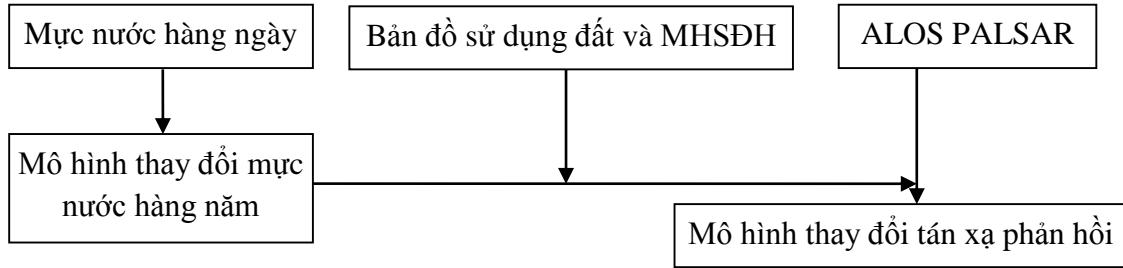 Mực nước hàng ngày
Bản đồ sử dụng đất và MHSĐH
ALOS PALSAR
Mô hình thay đổi mực
nước hàng năm
Mô hình thay đổi tán xạ phản hồi